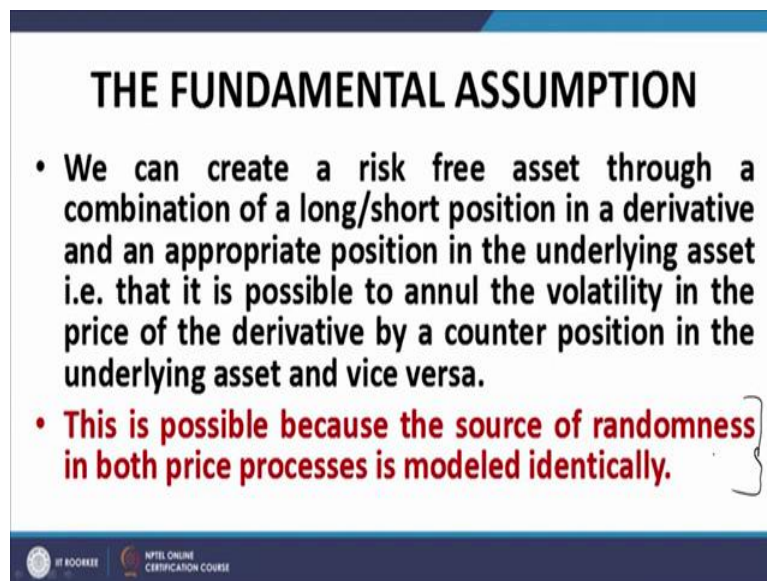 THE FUNDAMENTAL ASSUMPTION
• We can create a risk free asset through a
combination of a long/short position in a derivative
and an appropriate position in the underlying asset
i.e. that it is possible to annul the volatility in the
price of the derivative by a counter position in the
underlying asset and vice versa.
• This is possible because the source of randomness
in both price processes is modeled identically.
IIT ROORKEE
NPTEL ONLINE
CERTIFICATION COURSE